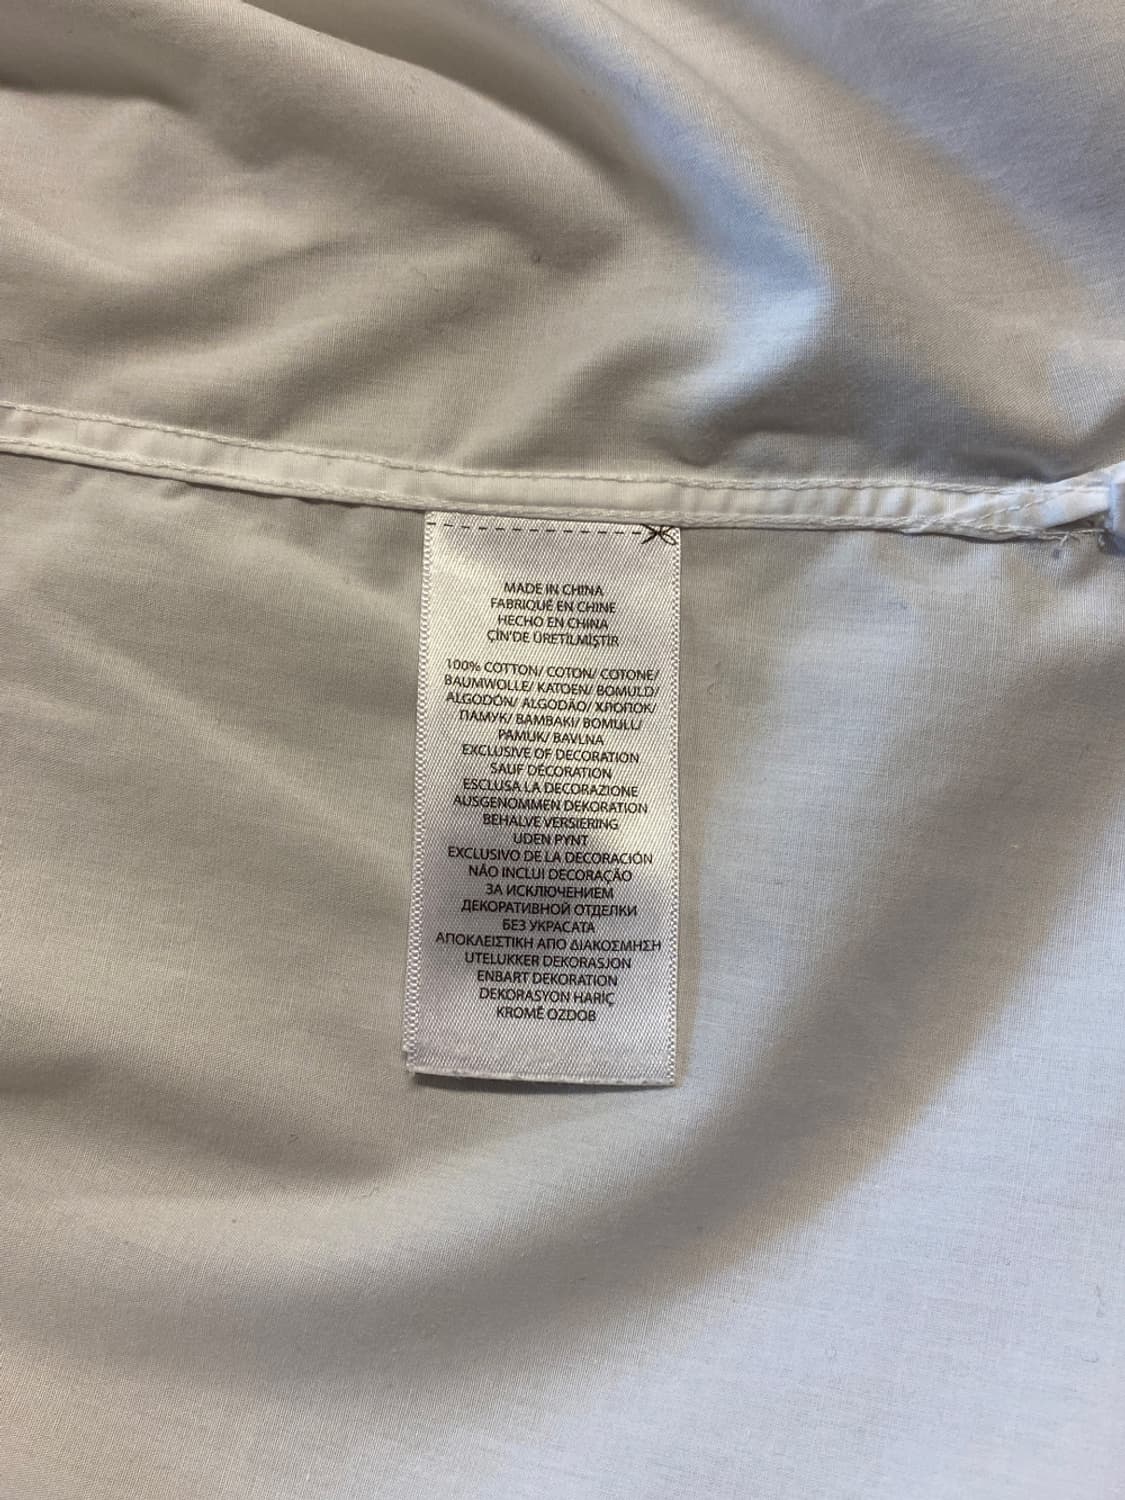 MADE IN CHINA
FABRIQUÉ EN CHINE
HECHO EN CHINA
ÇİN'DE ÜRETİLMİŞTİR
100% COTTON/ COTON/ COTONE/
BAUMWOLLE/ KATOEN/ BOMULD/
ALGODÓN/ ALGODÃO/ ХЛОПОК/
ПАМУК/ BAMBAKI/ BOMULL/
PAMUK/ BAVLNA
EXCLUSIVE OF DECORATION
SAUF DÉCORATION
ESCLUSA LA DECORAZIONE
AUSGENOMMEN DEKORATION
BEHALVE VERSIERING
UDEN PYNT
EXCLUSIVO DE LA DECORACIÓN
NÃO INCLUI DECORAÇÃO
ЗА ИСКЛЮЧЕНИЕМ
ДЕКОРАТИВНОЙ ОТДЕЛКИ
БЕЗ УКРАСАТА
ΑΠΟΚΛΕΙΣΤΙΚΗ ΑΠΟ ΔΙΑΚΟΣΜΗΣΗ
UTELUKKER DEKORASJON
ENBART DEKORATION
DEKORASYON HARİÇ
KROMĚ OZDOB